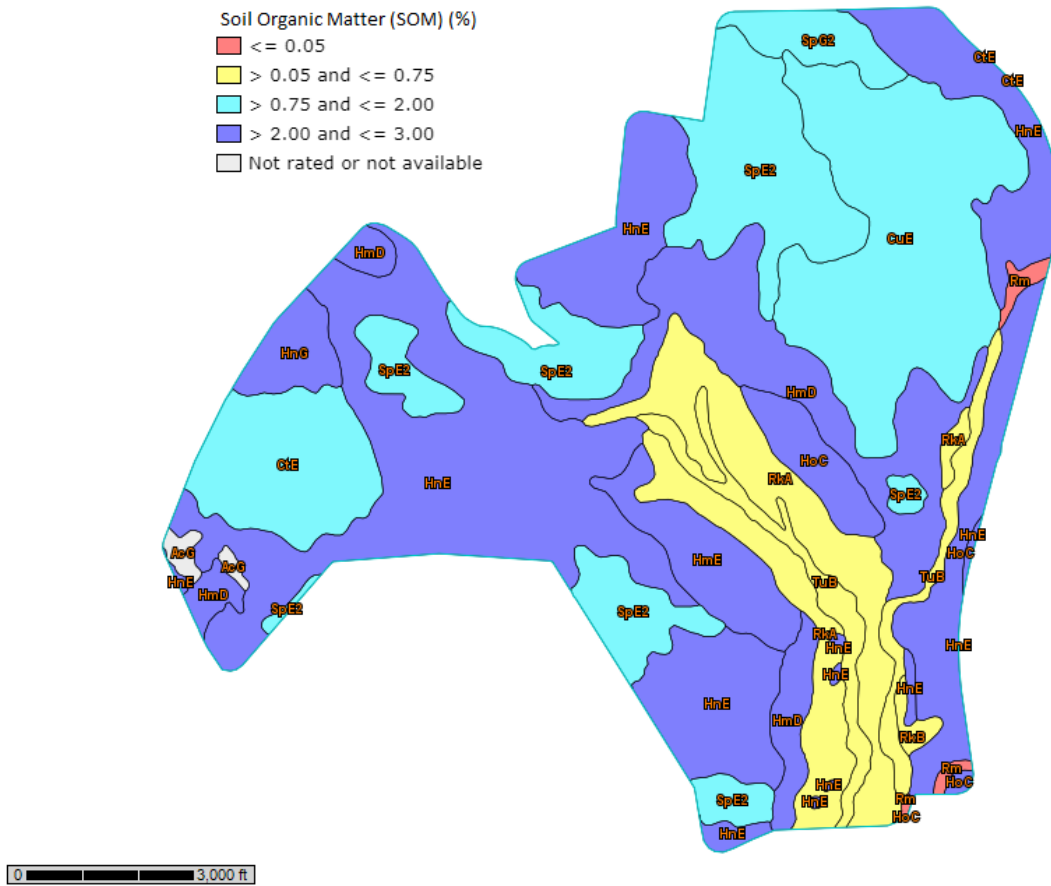 Soil Organic Matter (SOM) (%)
<= 0.05
> 0.05 and <= 0.75
> 0.75 and <= 2.00
> 2.00 and <= 3.00
Not rated or not available
SpG2
CtE
CtE
HnE
SpE2
HnE
CuE
HmD
Rm
HnG
SpE2
SpE2
HmD
RkA
CtE
HoC
RkA
HnE
SpE2
HnE
AcG
HoC
AcG
HmE
HnE
TuB
TuB
HmD
SpE2
SpE2
RkA
HnE
HnE
HnE
HnE
HnE
HmD
RkB
Rm
HnE
HoC
SpE2
HnE
Rm
HoC
HnE
0 3,000 ft